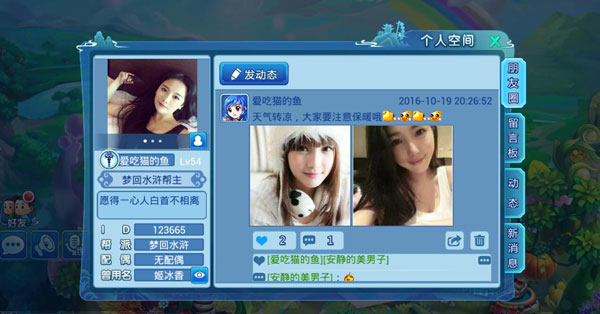 个人空间
发动态
爱吃猫的鱼
2016-10-19 20:26:52
天气转凉，大家要注意保暖哦
2
1
[爱吃猫的鱼][安静的美男子]
[安静的美男子]：
爱吃猫的鱼 Lv54
梦回水浒帮主
愿得一心人白首不相离
ID 123665
帮派 梦回水浒
配偶 无配偶
曾用名 姬冰香
朋友圈
留言板
动态
新消息
好友